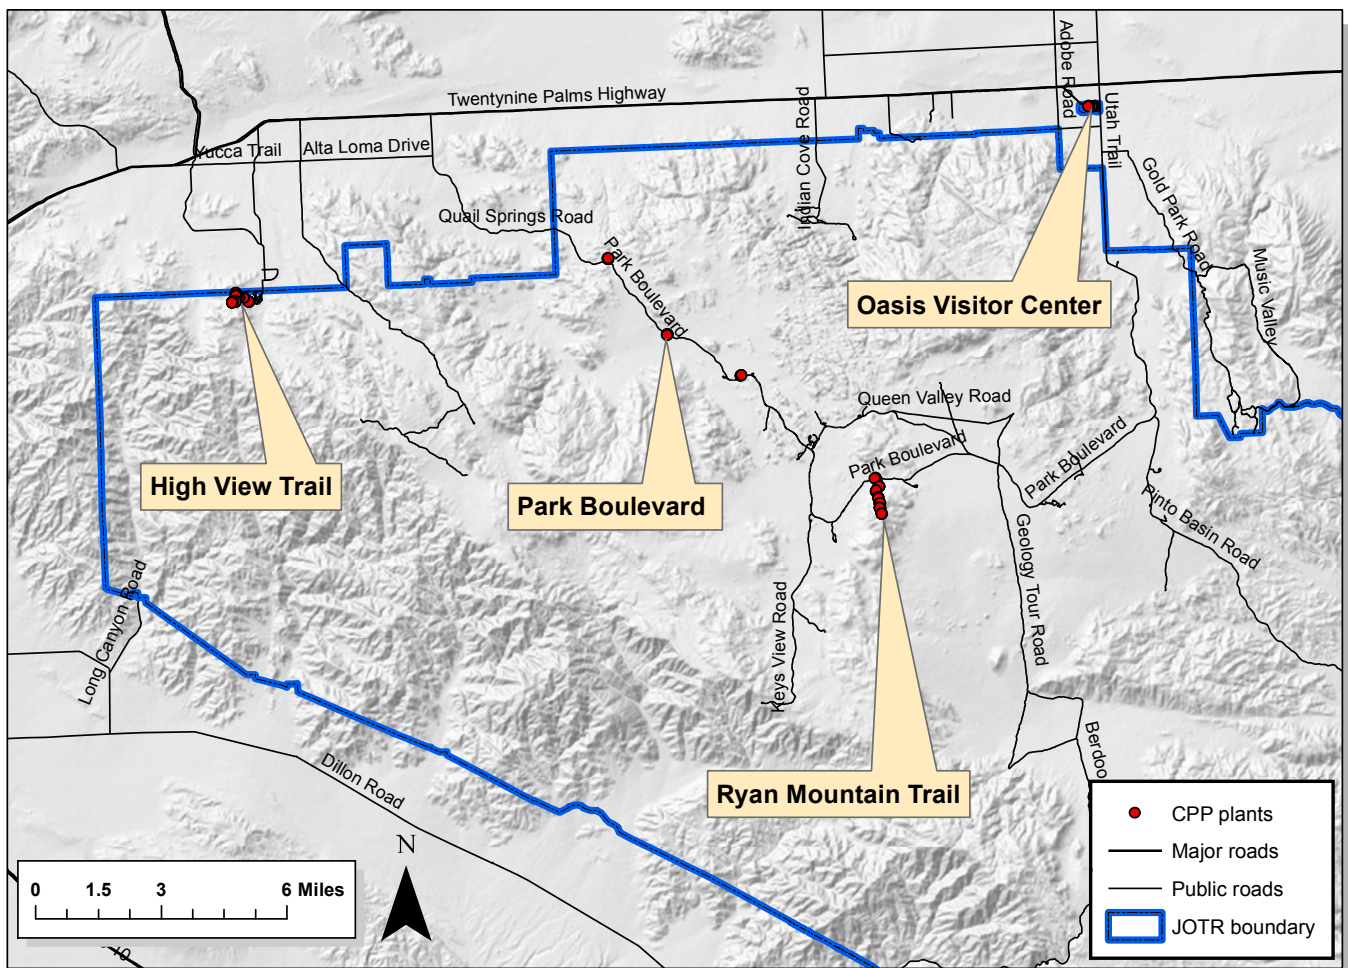 Adobe Road
Twentynine Palms Highway
Indian Cove Road
Utah Trail
Yucca Trail
Alta Loma Drive
Gold Park Road
Quail Springs Road
Park Boulevard
Music Valley
Oasis Visitor Center
Queen Valley Road
Park Boulevard
Park Boulevard
High View Trail
Park Boulevard
Pinto Basin Road
Geology Tour Road
Long Canyon Road
Keys View Road
Berdoo
Dillon Road
Ryan Mountain Trail
CPP plants
Major roads
Public roads
JOTR boundary
N
0 1.5 3 6 Miles
10